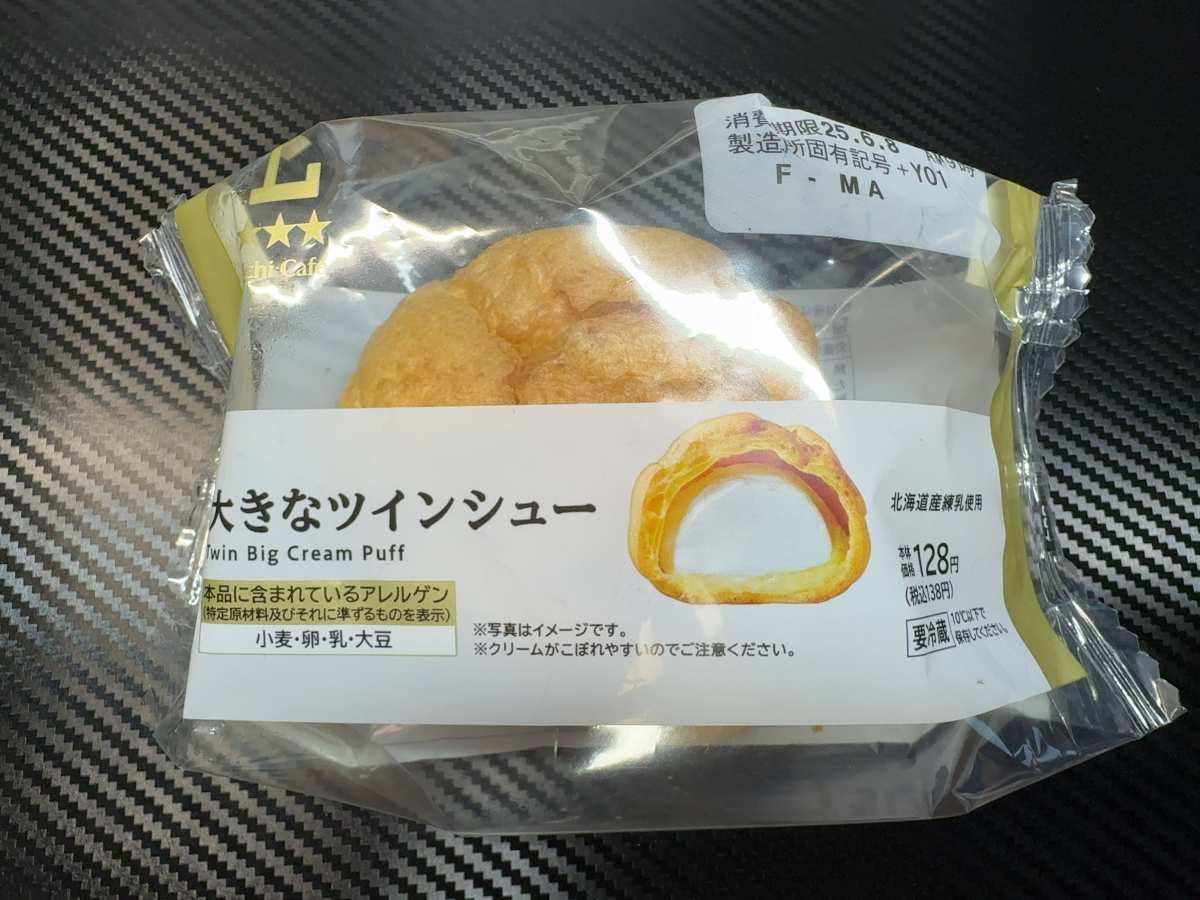 消費期限25.6.8 AM9時
製造所固有記号+Y01
F - MA
大きなツインシュー
Twin Big Cream Puff
本品に含まれているアレルゲン
(特定原材料及びそれに準ずるものを表示)
小麦・卵・乳・大豆
※写真はイメージです。
※クリームがこぼれやすいのでご注意ください。
北海道産練乳使用
本体価格128円
(税込138円)
要冷蔵 10℃以下で保存してください。